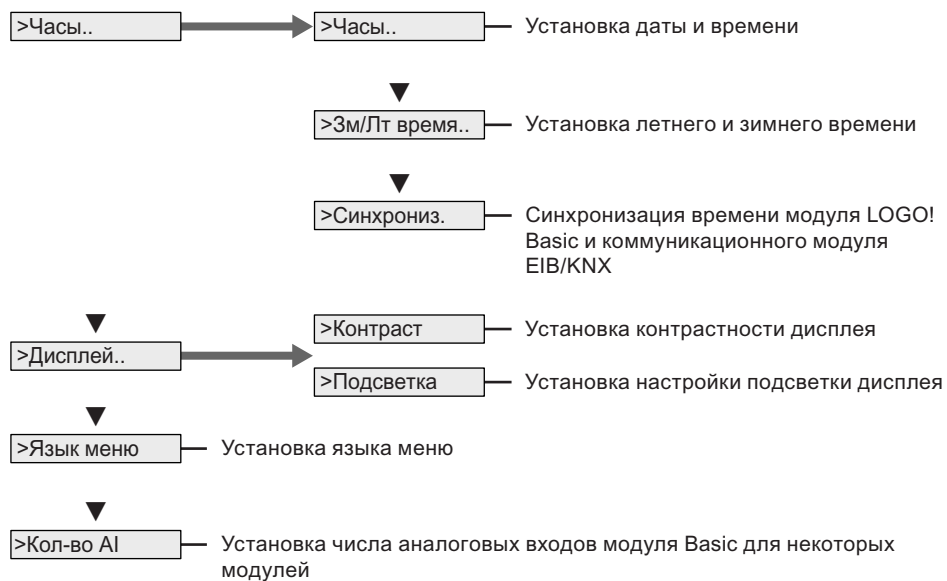 >Часы..
>Часы..
Установка даты и времени
>Зм/Лт время..
Установка летнего и зимнего времени
>Синхрониз.
Синхронизация времени модуля LOGO!
Basic и коммуникационного модуля
EIB/KNX
>Дисплей..
>Контраст
Установка контрастности дисплея
>Подсветка
Установка настройки подсветки дисплея
>Язык меню
Установка языка меню
>Кол-во AI
Установка числа аналоговых входов модуля Basic для некоторых
модулей